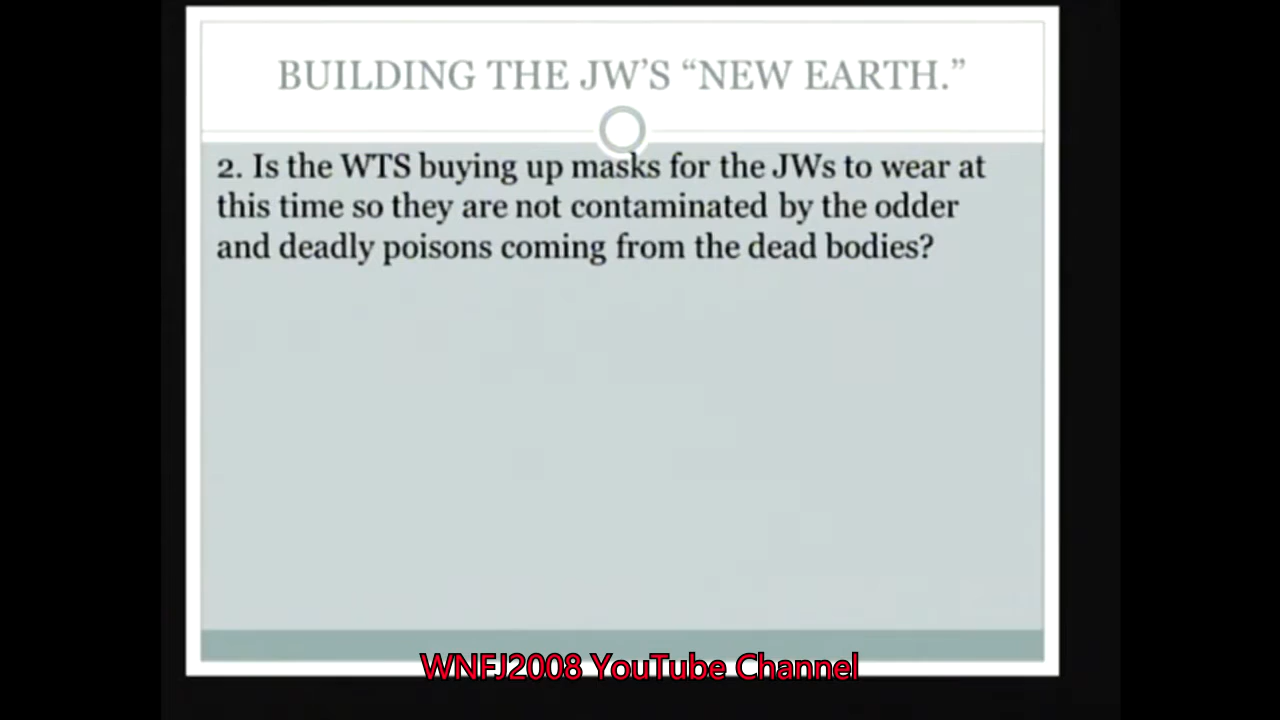 BUILDING THE JW'S “NEW EARTH.”
2. Is the WTS buying up masks for the JWs to wear at
this time so they are not contaminated by the odder
and deadly poisons coming from the dead bodies?
WNFJ2008 YouTube Channel